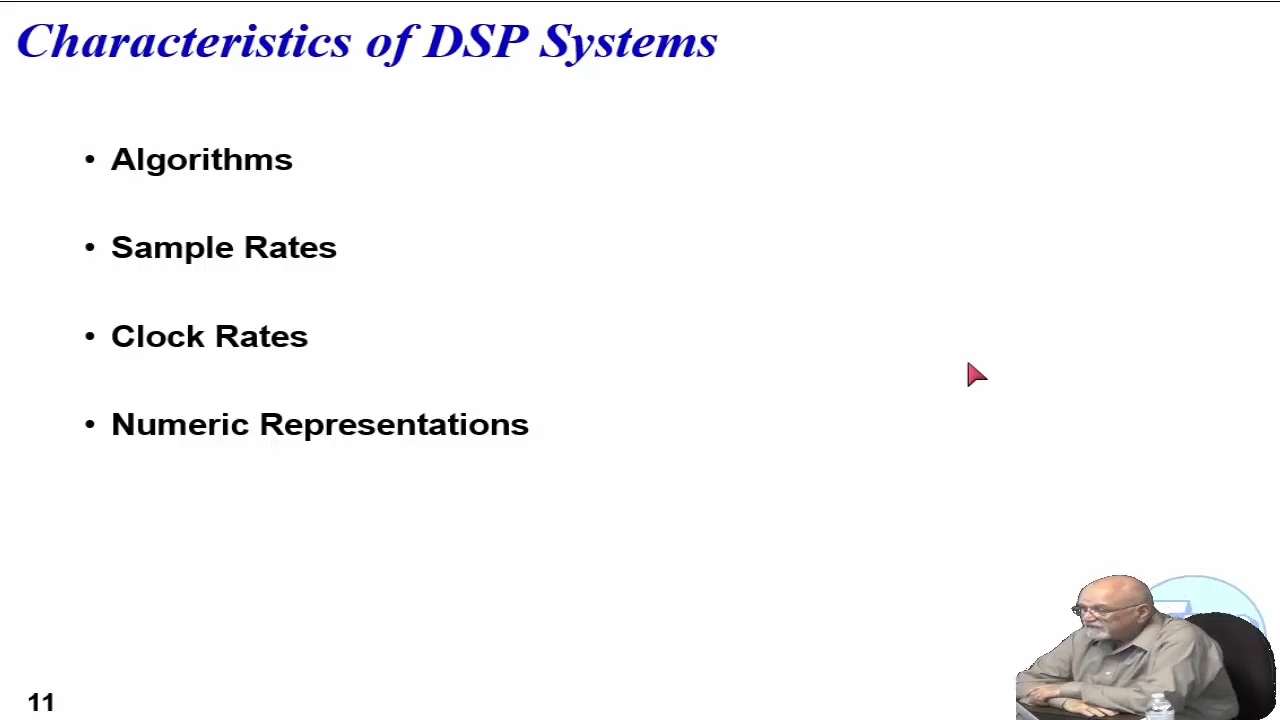 Characteristics of DSP Systems
• Algorithms
• Sample Rates
• Clock Rates
• Numeric Representations
11